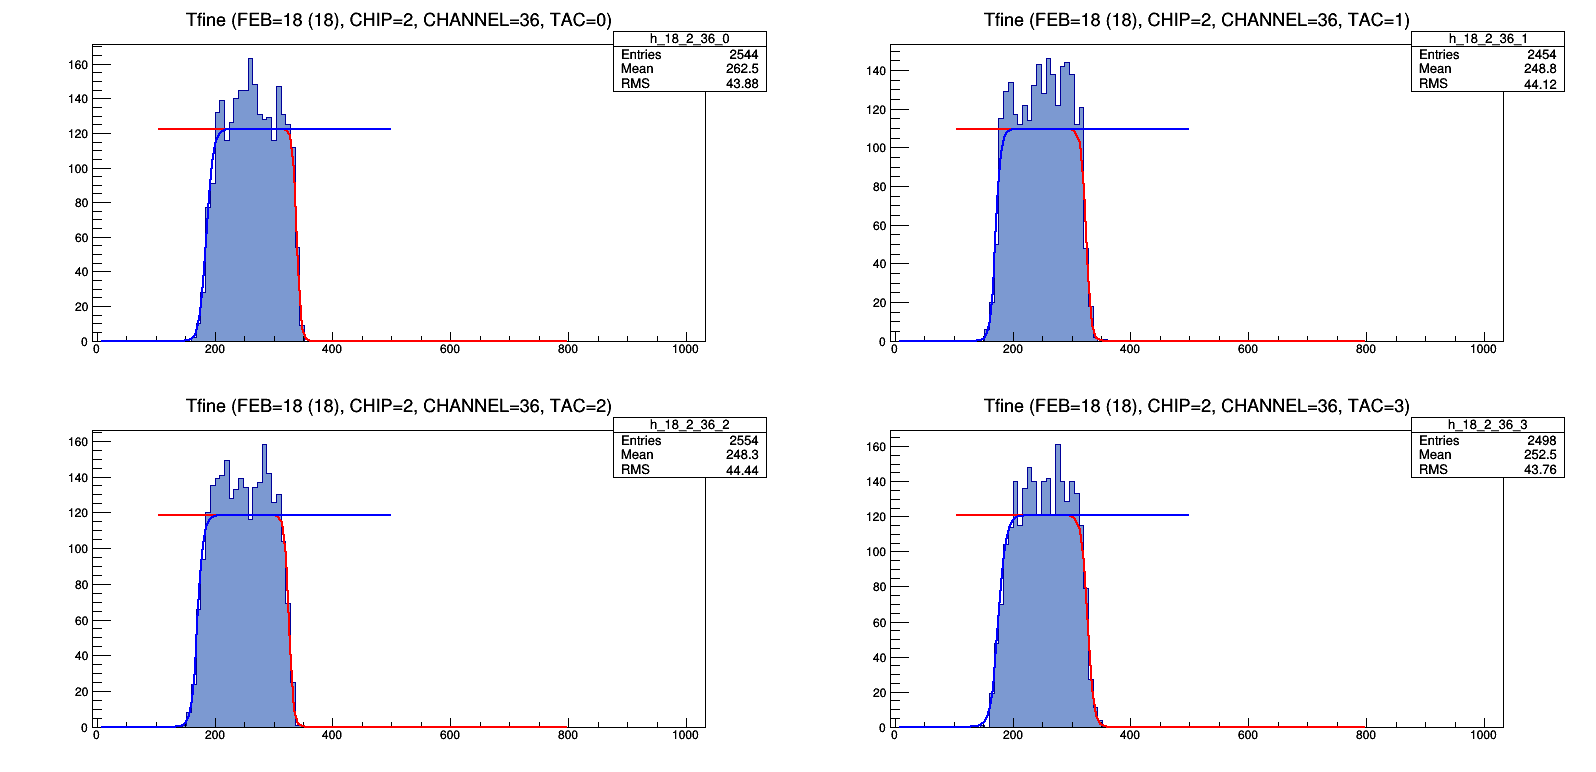 Tfine (FEB=18 (18), CHIP=2, CHANNEL=36, TAC=0)
h_18_2_36_0
Entries 2544
Mean 262.5
RMS 43.88
160
140
120
100
80
60
40
20
0
0 200 400 600 800 1000
Tfine (FEB=18 (18), CHIP=2, CHANNEL=36, TAC=1)
h_18_2_36_1
Entries 2454
Mean 248.8
RMS 44.12
140
120
100
80
60
40
20
0
0 200 400 600 800 1000
Tfine (FEB=18 (18), CHIP=2, CHANNEL=36, TAC=2)
h_18_2_36_2
Entries 2554
Mean 248.3
RMS 44.44
160
140
120
100
80
60
40
20
0
0 200 400 600 800 1000
Tfine (FEB=18 (18), CHIP=2, CHANNEL=36, TAC=3)
h_18_2_36_3
Entries 2498
Mean 252.5
RMS 43.76
160
140
120
100
80
60
40
20
0
0 200 400 600 800 1000